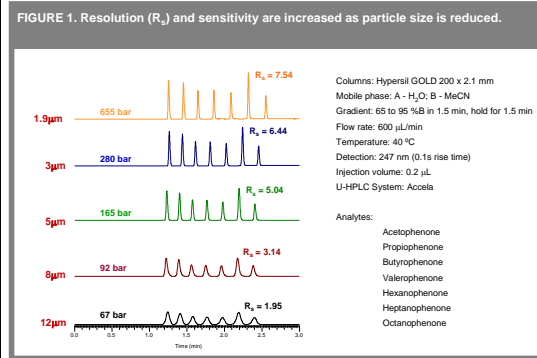 FIGURE 1. Resolution (Rs) and sensitivity are increased as particle size is reduced.
Rs = 7.54
655 bar
1.9µm
Rs = 6.44
280 bar
3µm
Rs = 5.04
165 bar
5µm
Rs = 3.14
92 bar
8µm
Rs = 1.95
67 bar
12µm
0.0 0.5 1.0 1.5 2.0 2.5 3.0
Time (min)
Columns: Hypersil GOLD 200 x 2.1 mm
Mobile phase: A - H2O; B - MeCN
Gradient: 65 to 95 %B in 1.5 min, hold for 1.5 min
Flow rate: 600 µL/min
Temperature: 40 ºC
Detection: 247 nm (0.1s rise time)
Injection volume: 0.2 µL
U-HPLC System: Accela
Analytes:
Acetophenone
Propiophenone
Butyrophenone
Valerophenone
Hexanophenone
Heptanophenone
Octanophenone